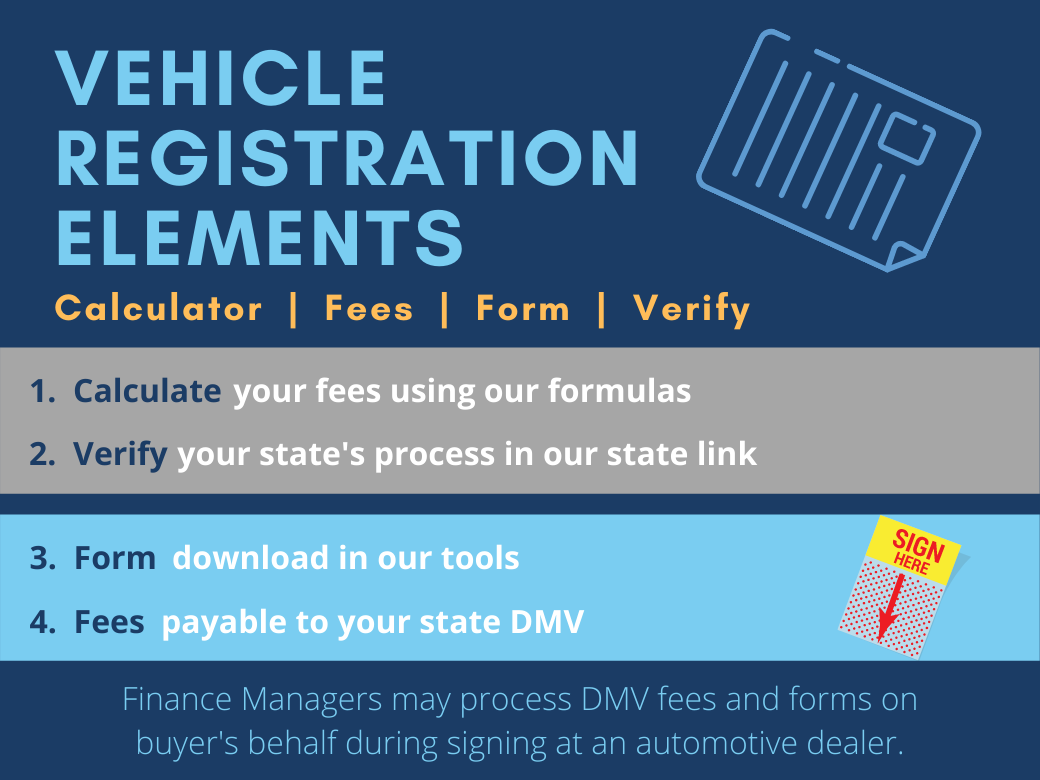 VEHICLE
REGISTRATION
ELEMENTS
Calculator | Fees | Form | Verify
1. Calculate your fees using our formulas
2. Verify your state's process in our state link
3. Form download in our tools
4. Fees payable to your state DMV
SIGN
HERE
Finance Managers may process DMV fees and forms on
buyer's behalf during signing at an automotive dealer.